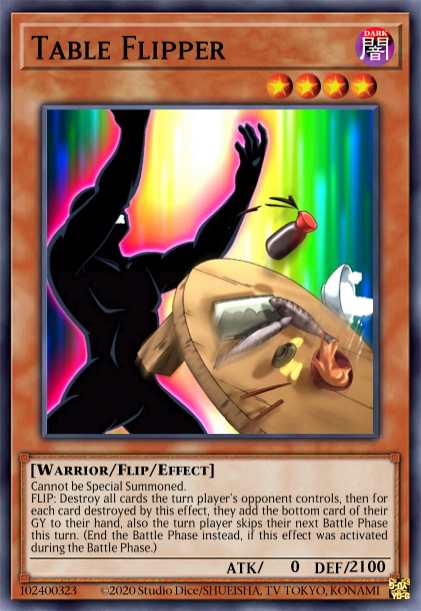 TABLE FLIPPER
DARK
闇
[WARRIOR/FLIP/EFFECT]
Cannot be Special Summoned.
FLIP: Destroy all cards the turn player's opponent controls, then for
each card destroyed by this effect, they add the bottom card of their
GY to their hand, also the turn player skips their next Battle Phase
this turn. (End the Battle Phase instead, if this effect was activated
during the Battle Phase.)
ATK/ 0 DEF/2100
102400323 ©2020 Studio Dice/SHUEISHA, TV TOKYO, KONAMI